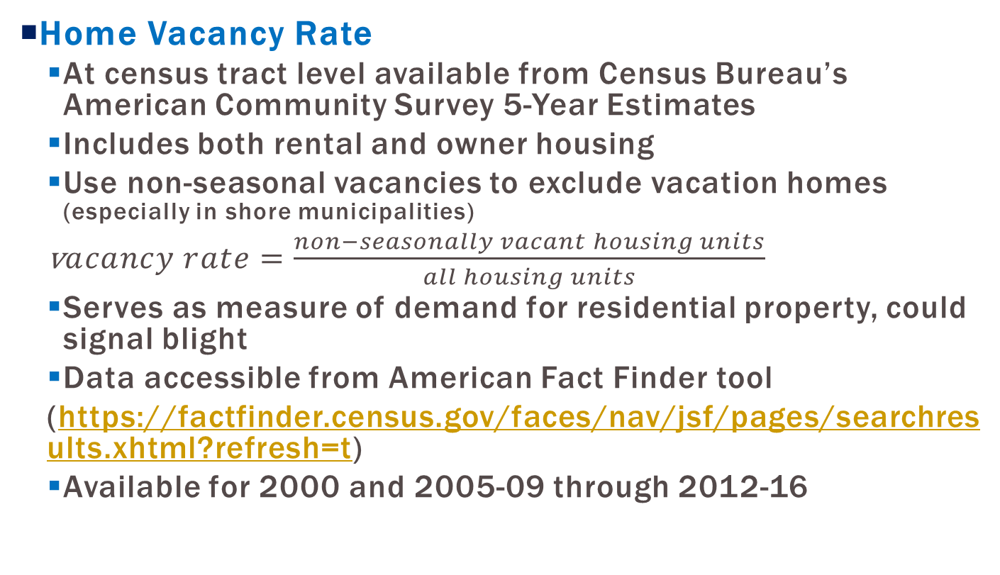 ▪Home Vacancy Rate
▪At census tract level available from Census Bureau’s
American Community Survey 5-Year Estimates
▪Includes both rental and owner housing
▪Use non-seasonal vacancies to exclude vacation homes
(especially in shore municipalities)
vacancy rate = non−seasonally vacant housing units / all housing units
▪Serves as measure of demand for residential property, could
signal blight
▪Data accessible from American Fact Finder tool
(https://factfinder.census.gov/faces/nav/jsf/pages/searchres
ults.xhtml?refresh=t)
▪Available for 2000 and 2005-09 through 2012-16